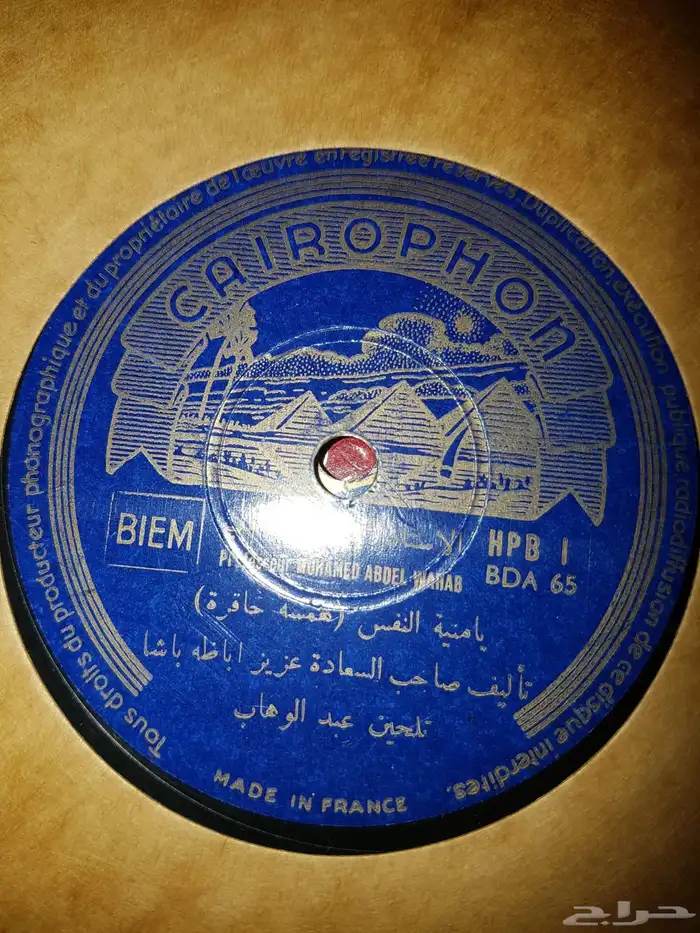 Tous droits du producteur phonographique et du propriétaire de l'œuvre enregistrée réservés. Duplication, exécution publique, radiodiffusion de ce disque interdites.
CAIROPHON
BIEM
HPB 1
BDA 65
MOHAMED ABDEL WAHAB
يامنية النفس (همسة حاقرة)
تأليف صاحب السعادة عزيز اباظه باشا
تلحين عبد الوهاب
MADE IN FRANCE
حراج